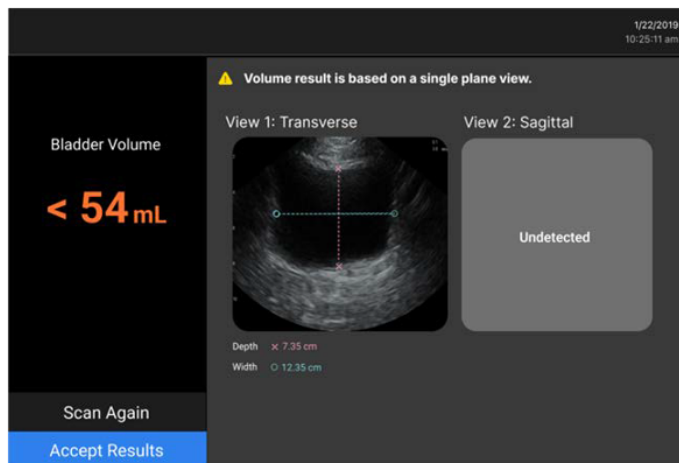 1/22/2019
10:25:11 am
Volume result is based on a single plane view.
View 1: Transverse
View 2: Sagittal
Bladder Volume
< 54 mL
Undetected
Depth × 7.35 cm
Width ○ 12.35 cm
Scan Again
Accept Results